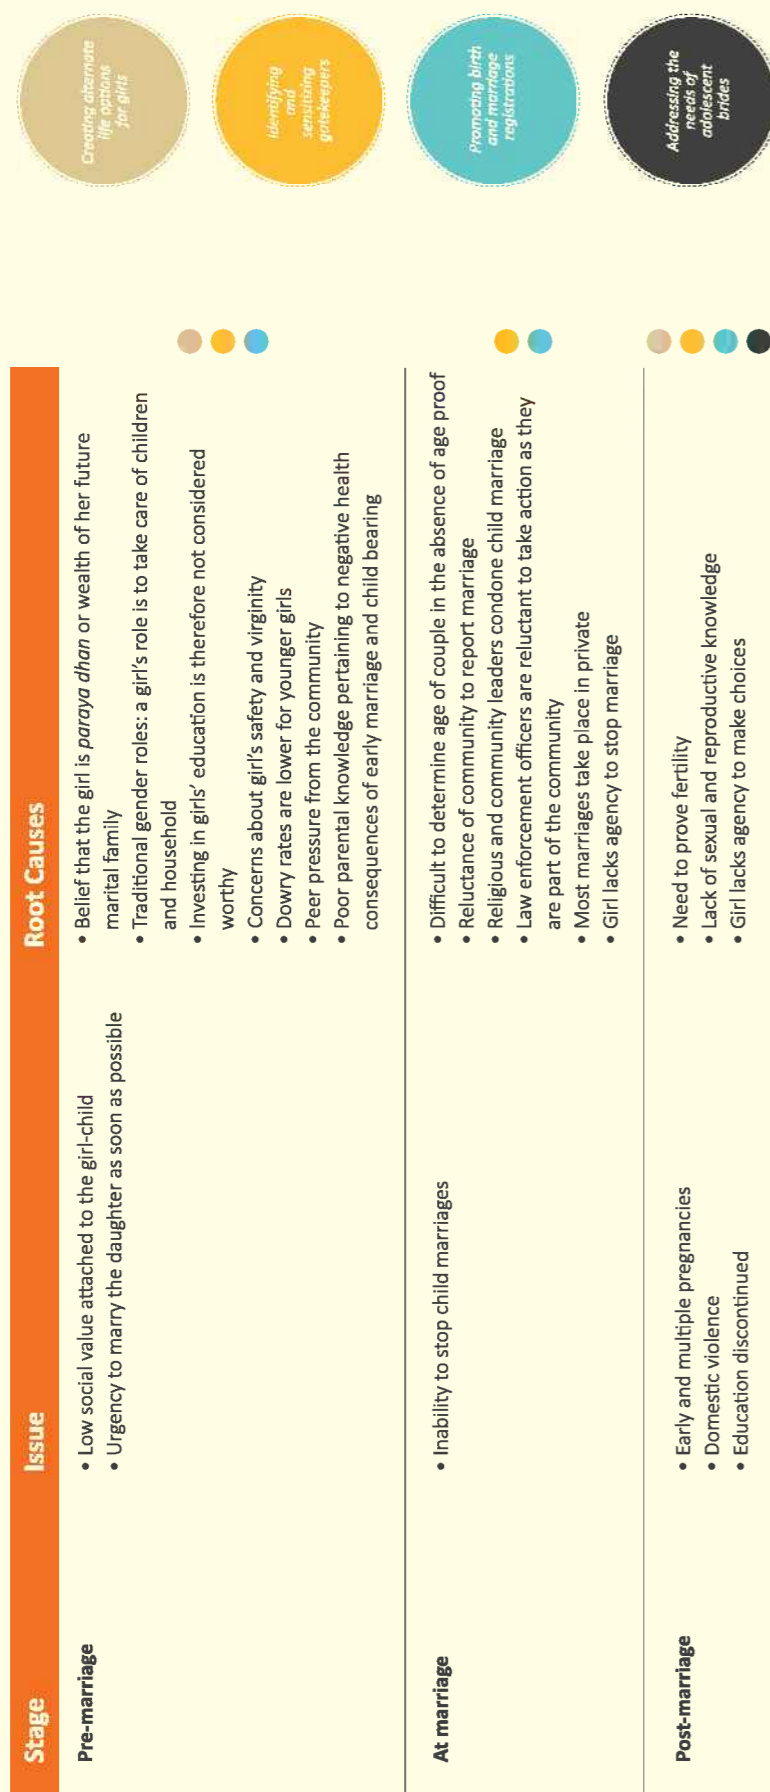 Stage
Issue
Root Causes
Pre-marriage
• Low social value attached to the girl-child
• Urgency to marry the daughter as soon as possible
• Belief that the girl is paraya dhan or wealth of her future
marital family
• Traditional gender roles: a girl's role is to take care of children
and household
• Investing in girls' education is therefore not considered
worthy
• Concerns about girl's safety and virginity
• Dowry rates are lower for younger girls
• Peer pressure from the community
• Poor parental knowledge pertaining to negative health
consequences of early marriage and child bearing
At marriage
• Inability to stop child marriages
• Difficult to determine age of couple in the absence of age proof
• Reluctance of community to report marriage
• Religious and community leaders condone child marriage
• Law enforcement officers are reluctant to take action as they
are part of the community
• Most marriages take place in private
• Girl lacks agency to stop marriage
Post-marriage
• Early and multiple pregnancies
• Domestic violence
• Education discontinued
• Need to prove fertility
• Lack of sexual and reproductive knowledge
• Girl lacks agency to make choices
Creating alternate
life options
for girls
Identifying
and
sensitizing
gatekeepers
Promoting birth
and marriage
registrations
Addressing the
needs of
adolescent
brides